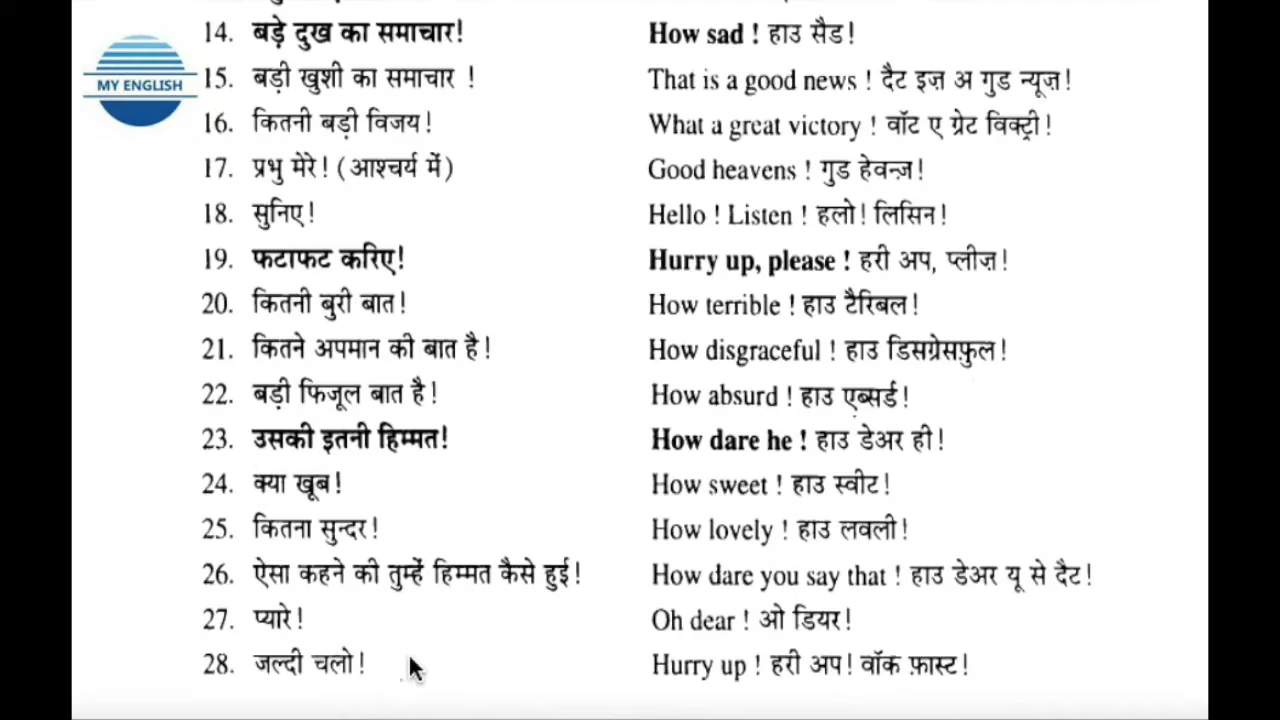 14. बड़े दुख का समाचार! How sad ! हाउ सैड!
MY ENGLISH
15. बड़ी खुशी का समाचार ! That is a good news ! दैट इज़ अ गुड न्यूज़!
16. कितनी बड़ी विजय! What a great victory ! वॉट ए ग्रेट विक्ट्री!
17. प्रभु मेरे! (आश्चर्य में) Good heavens ! गुड हेवन्ज़!
18. सुनिए! Hello ! Listen ! हलो! लिसिन!
19. फटाफट करिए! Hurry up, please ! हरी अप, प्लीज़!
20. कितनी बुरी बात! How terrible ! हाउ टैरिबल!
21. कितने अपमान की बात है! How disgraceful ! हाउ डिसग्रेसफ़ुल!
22. बड़ी फिजूल बात है! How absurd ! हाउ एब्सर्ड!
23. उसकी इतनी हिम्मत! How dare he ! हाउ डेअर ही!
24. क्या खूब! How sweet ! हाउ स्वीट!
25. कितना सुन्दर! How lovely ! हाउ लवली!
26. ऐसा कहने की तुम्हें हिम्मत कैसे हुई! How dare you say that ! हाउ डेअर यू से दैट!
27. प्यारे! Oh dear ! ओ डियर!
28. जल्दी चलो! Hurry up ! हरी अप! वॉक फ़ास्ट!